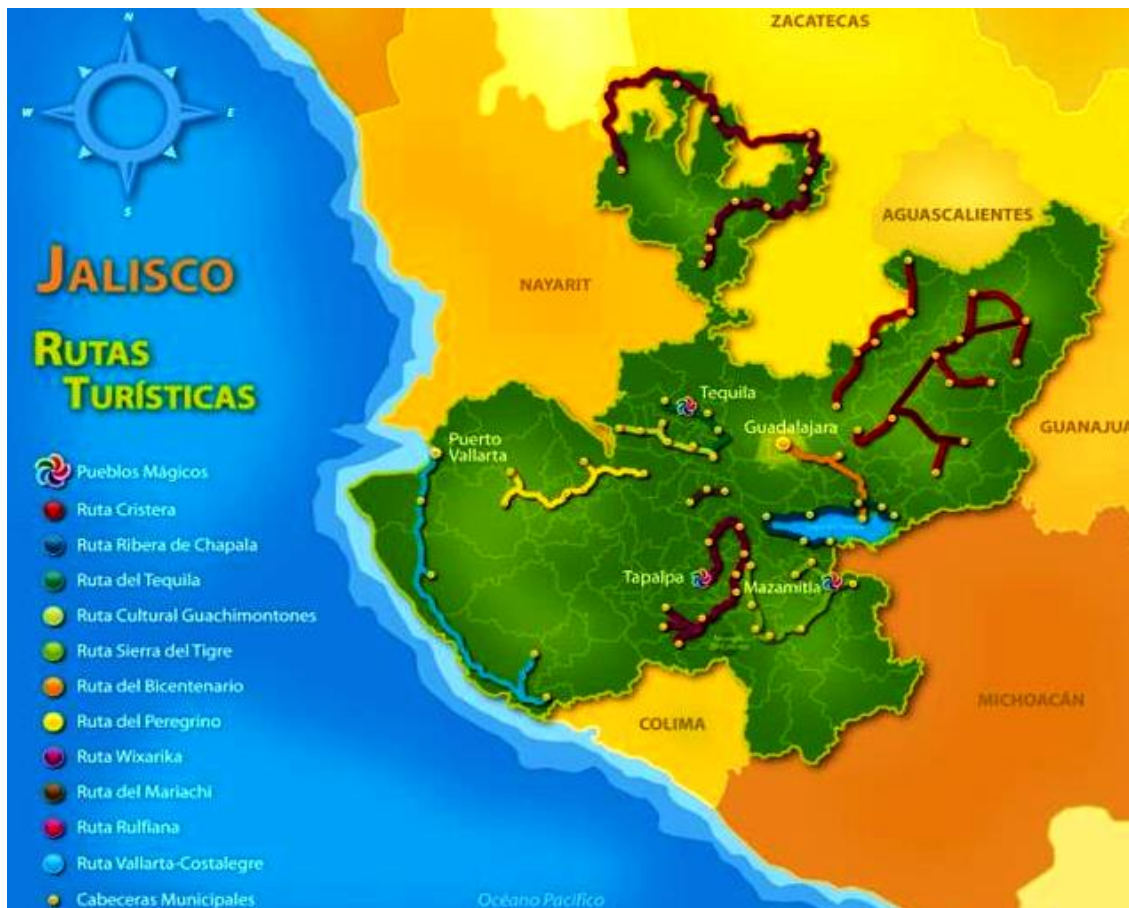 N
W E
S
JALISCO
RUTAS
TURÍSTICAS
Pueblos Mágicos
Ruta Cristera
Ruta Ribera de Chapala
Ruta del Tequila
Ruta Cultural Guachimontones
Ruta Sierra del Tigre
Ruta del Bicentenario
Ruta del Peregrino
Ruta Wixarika
Ruta del Mariachi
Ruta Rulfiana
Ruta Vallarta-Costalegre
Cabeceras Municipales
ZACATECAS
AGUASCALIENTES
NAYARIT
Tequila
Guadalajara
GUANAJUA
Puerto
Vallarta
Tapalpa
Mazamitla
MICHOACÁN
COLIMA
Océano Pacífico